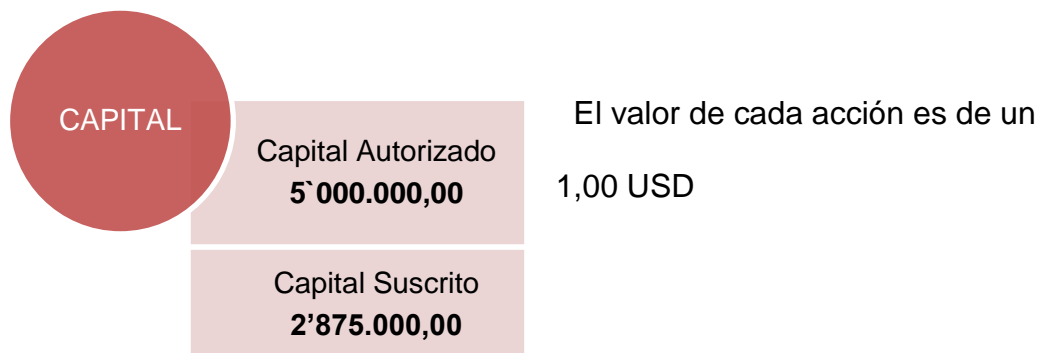 CAPITAL
Capital Autorizado
5`000.000,00
Capital Suscrito
2’875.000,00
El valor de cada acción es de un
1,00 USD